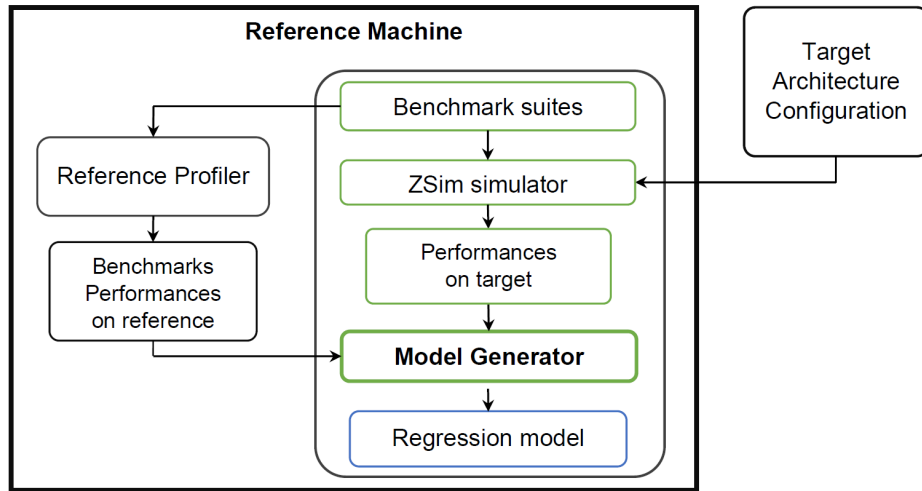 Reference Machine
Target
Architecture
Configuration
Benchmark suites
Reference Profiler
ZSim simulator
Benchmarks
Performances
on reference
Performances
on target
Model Generator
Regression model